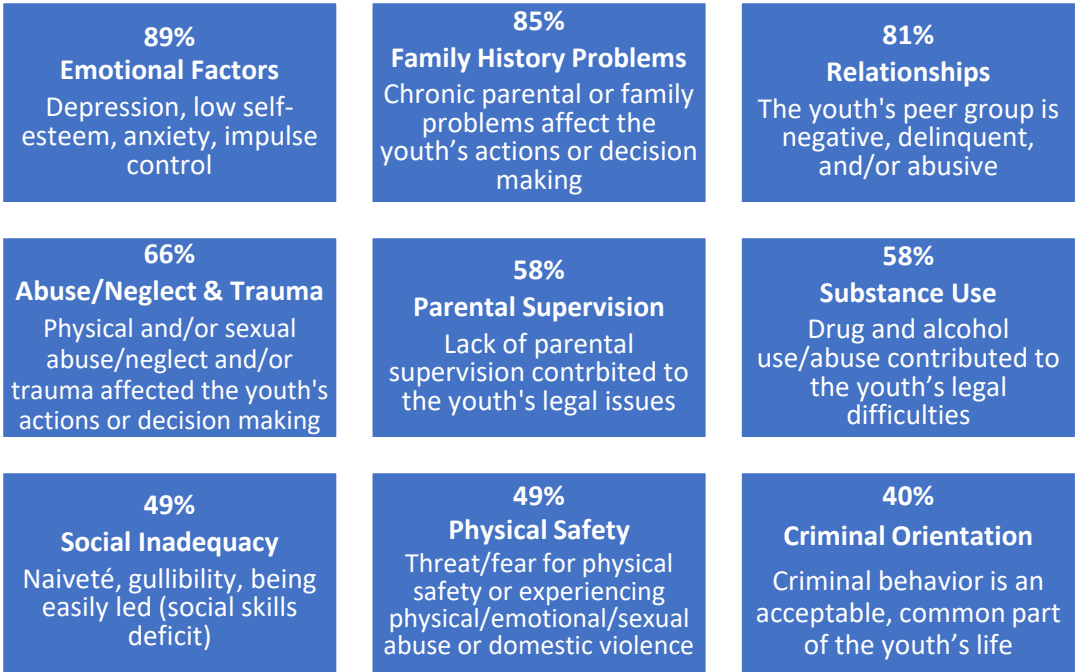 89%
Emotional Factors
Depression, low self-
esteem, anxiety, impulse
control
85%
Family History Problems
Chronic parental or family
problems affect the
youth’s actions or decision
making
81%
Relationships
The youth's peer group is
negative, delinquent,
and/or abusive
66%
Abuse/Neglect & Trauma
Physical and/or sexual
abuse/neglect and/or
trauma affected the youth's
actions or decision making
58%
Parental Supervision
Lack of parental
supervision contrbited to
the youth's legal issues
58%
Substance Use
Drug and alcohol
use/abuse contributed to
the youth’s legal
difficulties
49%
Social Inadequacy
Naiveté, gullibility, being
easily led (social skills
deficit)
49%
Physical Safety
Threat/fear for physical
safety or experiencing
physical/emotional/sexual
abuse or domestic violence
40%
Criminal Orientation
Criminal behavior is an
acceptable, common part
of the youth’s life